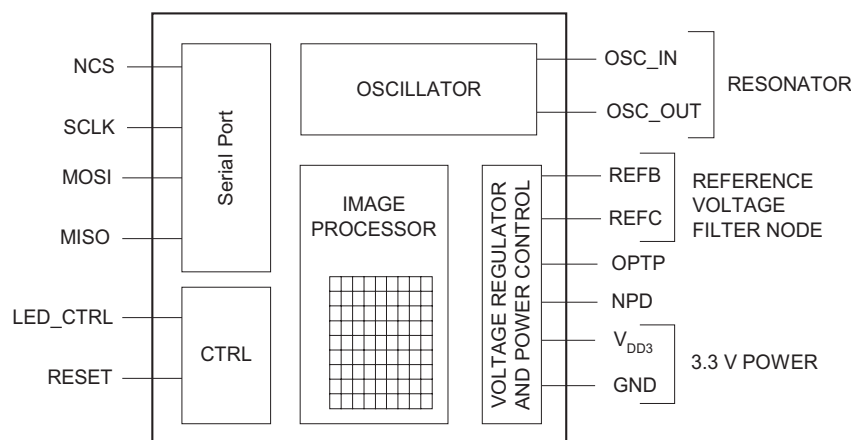 NCS
SCLK
MOSI
MISO
LED_CTRL
RESET
Serial Port
CTRL
OSCILLATOR
IMAGE
PROCESSOR
VOLTAGE REGULATOR
AND POWER CONTROL
OSC_IN
OSC_OUT
RESONATOR
REFB
REFC
REFERENCE
VOLTAGE
FILTER NODE
OPTP
NPD
VDD3
GND
3.3 V POWER